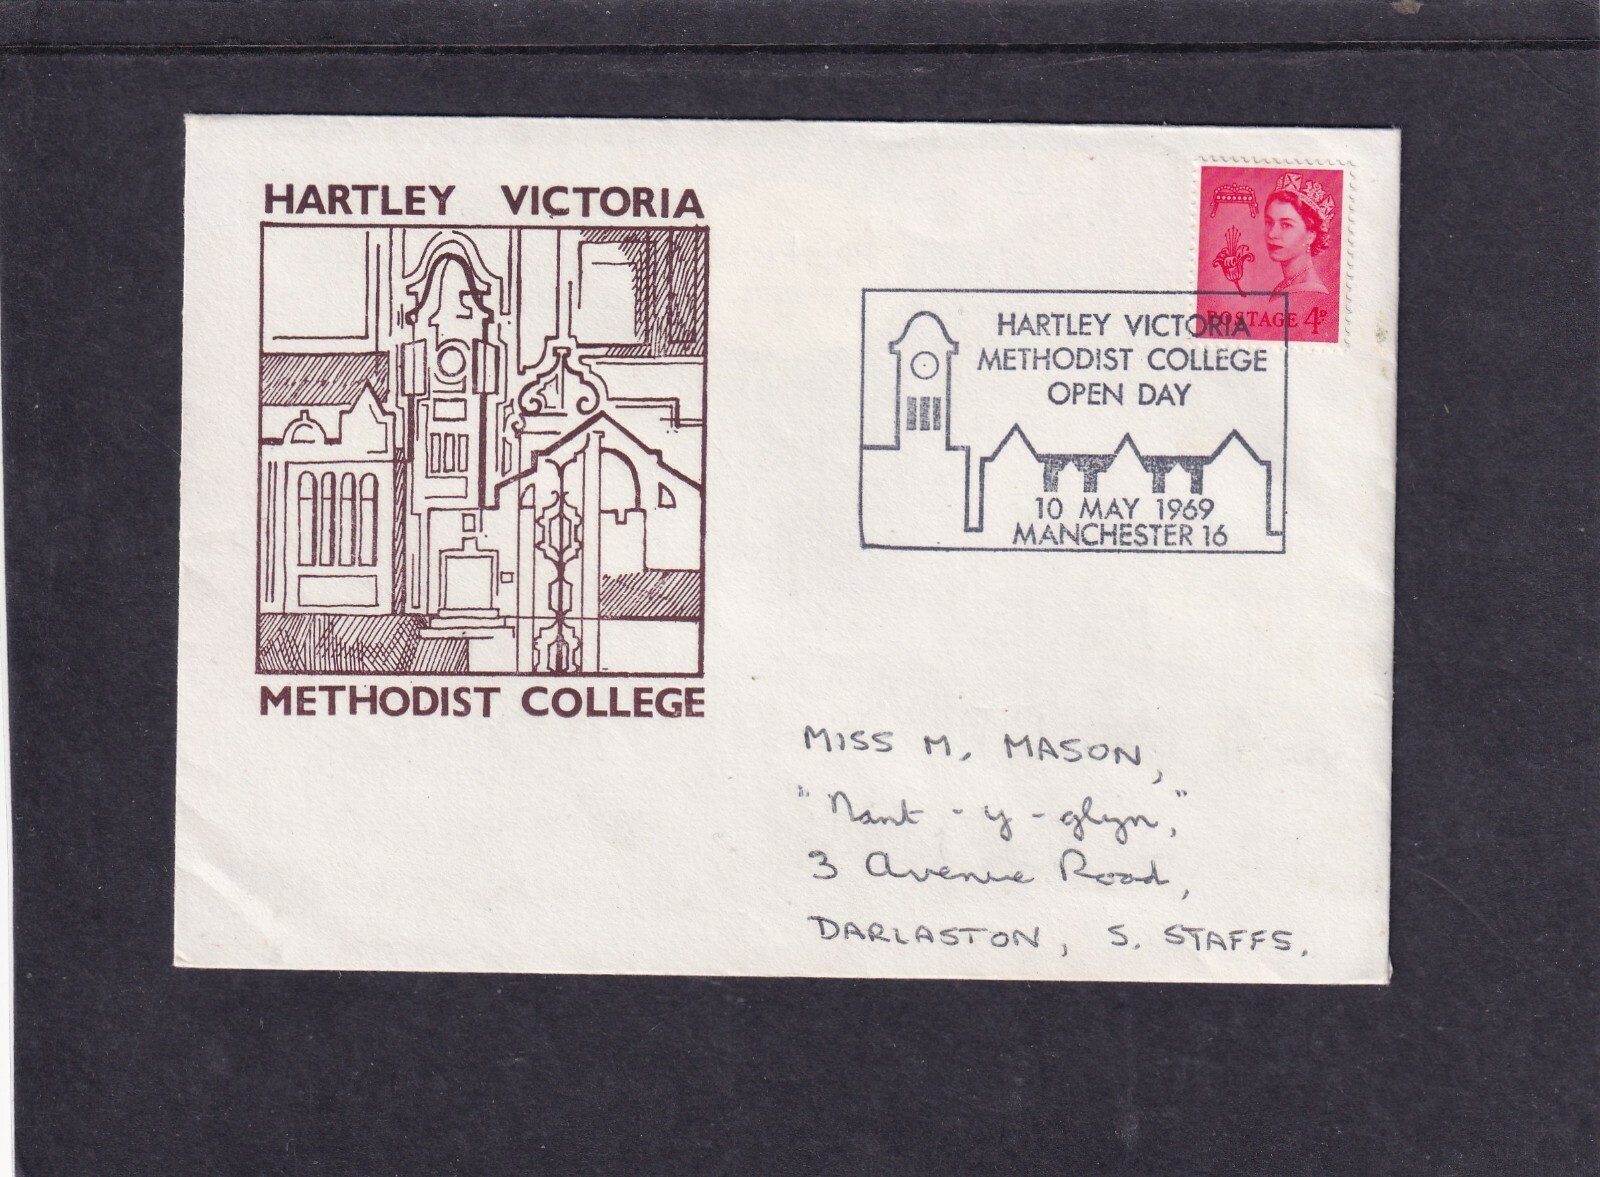 HARTLEY VICTORIA
METHODIST COLLEGE
POSTAGE 4D
HARTLEY VICTORIA
METHODIST COLLEGE
OPEN DAY
10 MAY 1969
MANCHESTER 16
MISS M. MASON,
"Nant-y-glyn,"
3 Avenue Road,
DARLASTON, S. STAFFS.